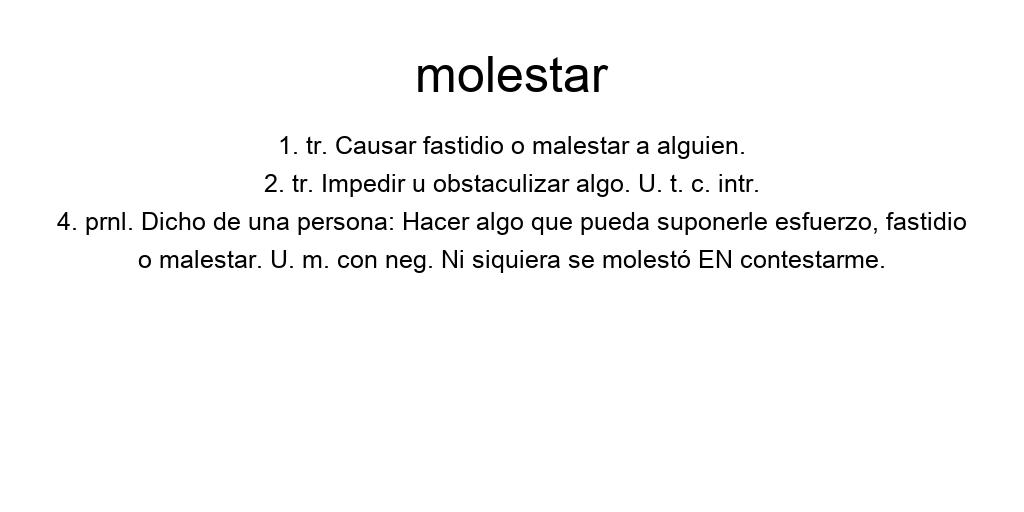 molestar
1. tr. Causar fastidio o malestar a alguien.
2. tr. Impedir u obstaculizar algo. U. t. c. intr.
4. prnl. Dicho de una persona: Hacer algo que pueda suponerle esfuerzo, fastidio
o malestar. U. m. con neg. Ni siquiera se molestó EN contestarme.